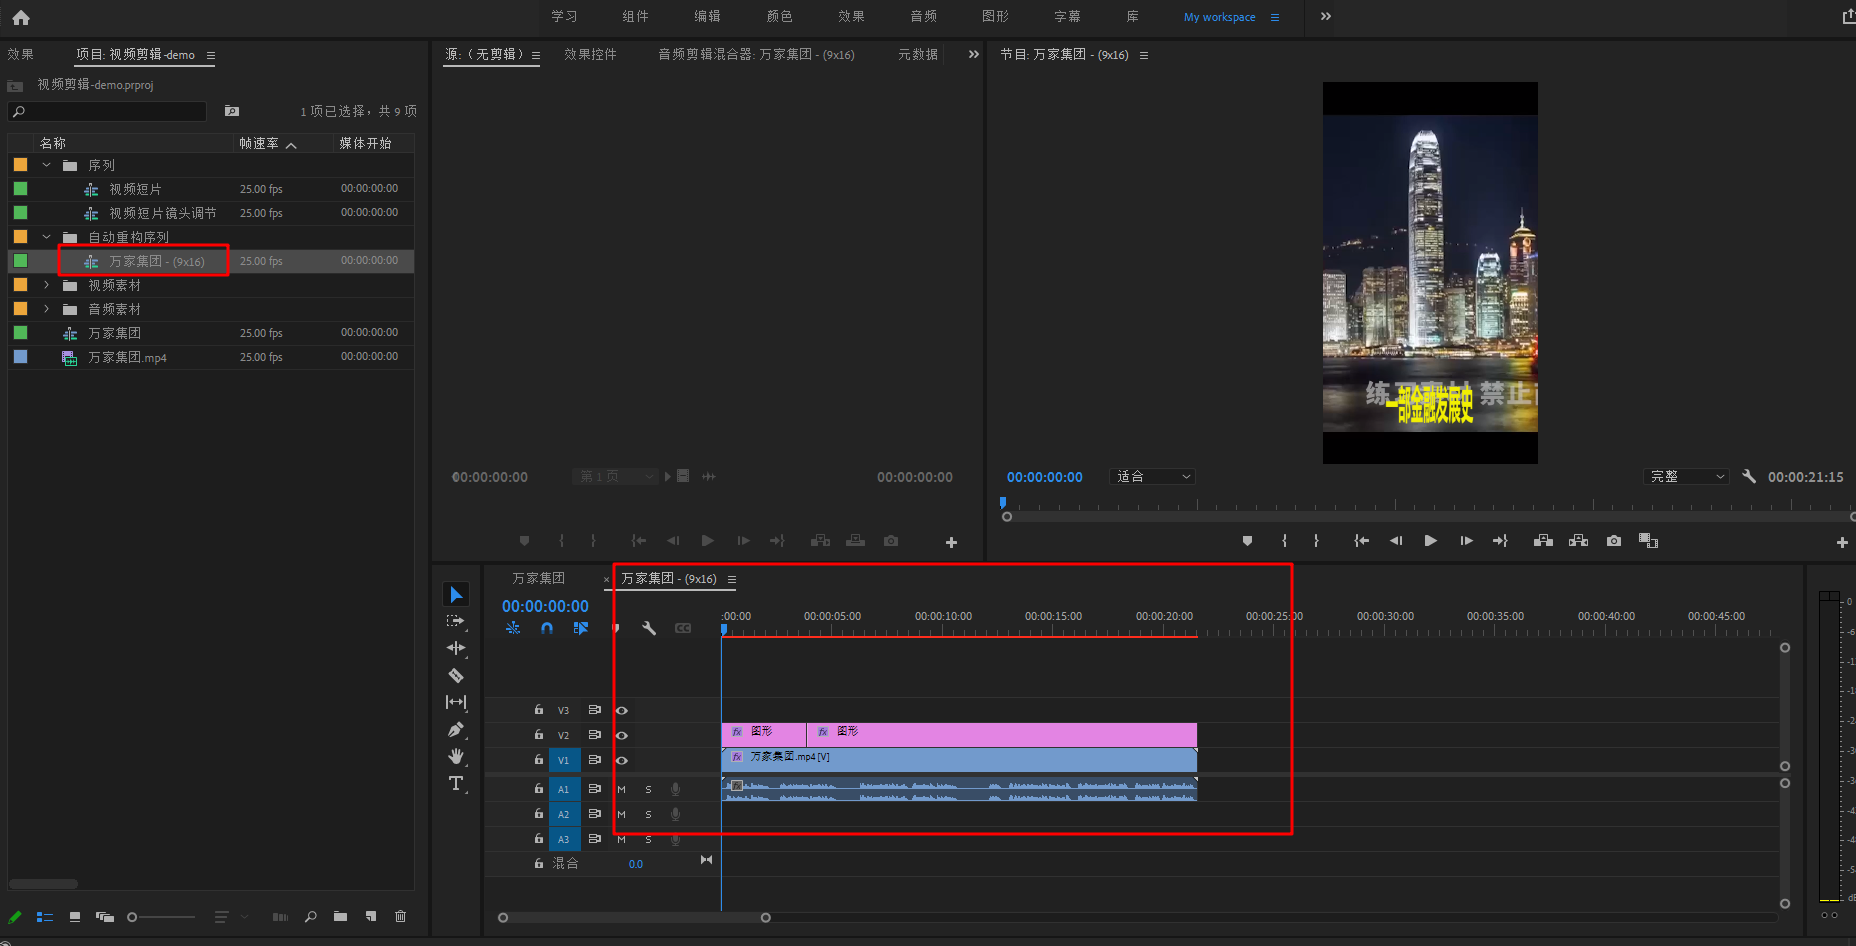 学习 组件 编辑 颜色 效果 音频 图形 字幕 库 My workspace
效果 项目: 视频剪辑-demo
视频剪辑-demo.prproj
1 项已选择，共 9 项
名称 帧速率 媒体开始
序列
视频短片 25.00 fps 00:00:00:00
视频短片镜头调节 25.00 fps 00:00:00:00
自动重构序列
万家集团 - (9x16) 25.00 fps 00:00:00:00
视频素材
音频素材
万家集团 25.00 fps 00:00:00:00
万家集团.mp4 25.00 fps 00:00:00:00
源:（无剪辑） 效果控件 音频剪辑混合器: 万家集团 - (9x16) 元数据
00:00:00:00 第 1 页 00:00:00:00
节目: 万家集团 - (9x16)
一部金融发展史
禁止
00:00:00:00 适合 完整 00:00:21:15
万家集团 × 万家集团 - (9x16)
00:00:00:00
:00:00 00:00:05:00 00:00:10:00 00:00:15:00 00:00:20:00 00:00:25:00 00:00:30:00 00:00:35:00 00:00:40:00 00:00:45:00
V3
V2 fx 图形 fx 图形
V1 fx 万家集团.mp4 [V]
A1 M S
A2 M S
A3 M S
混合 0.0
0
-6
dB